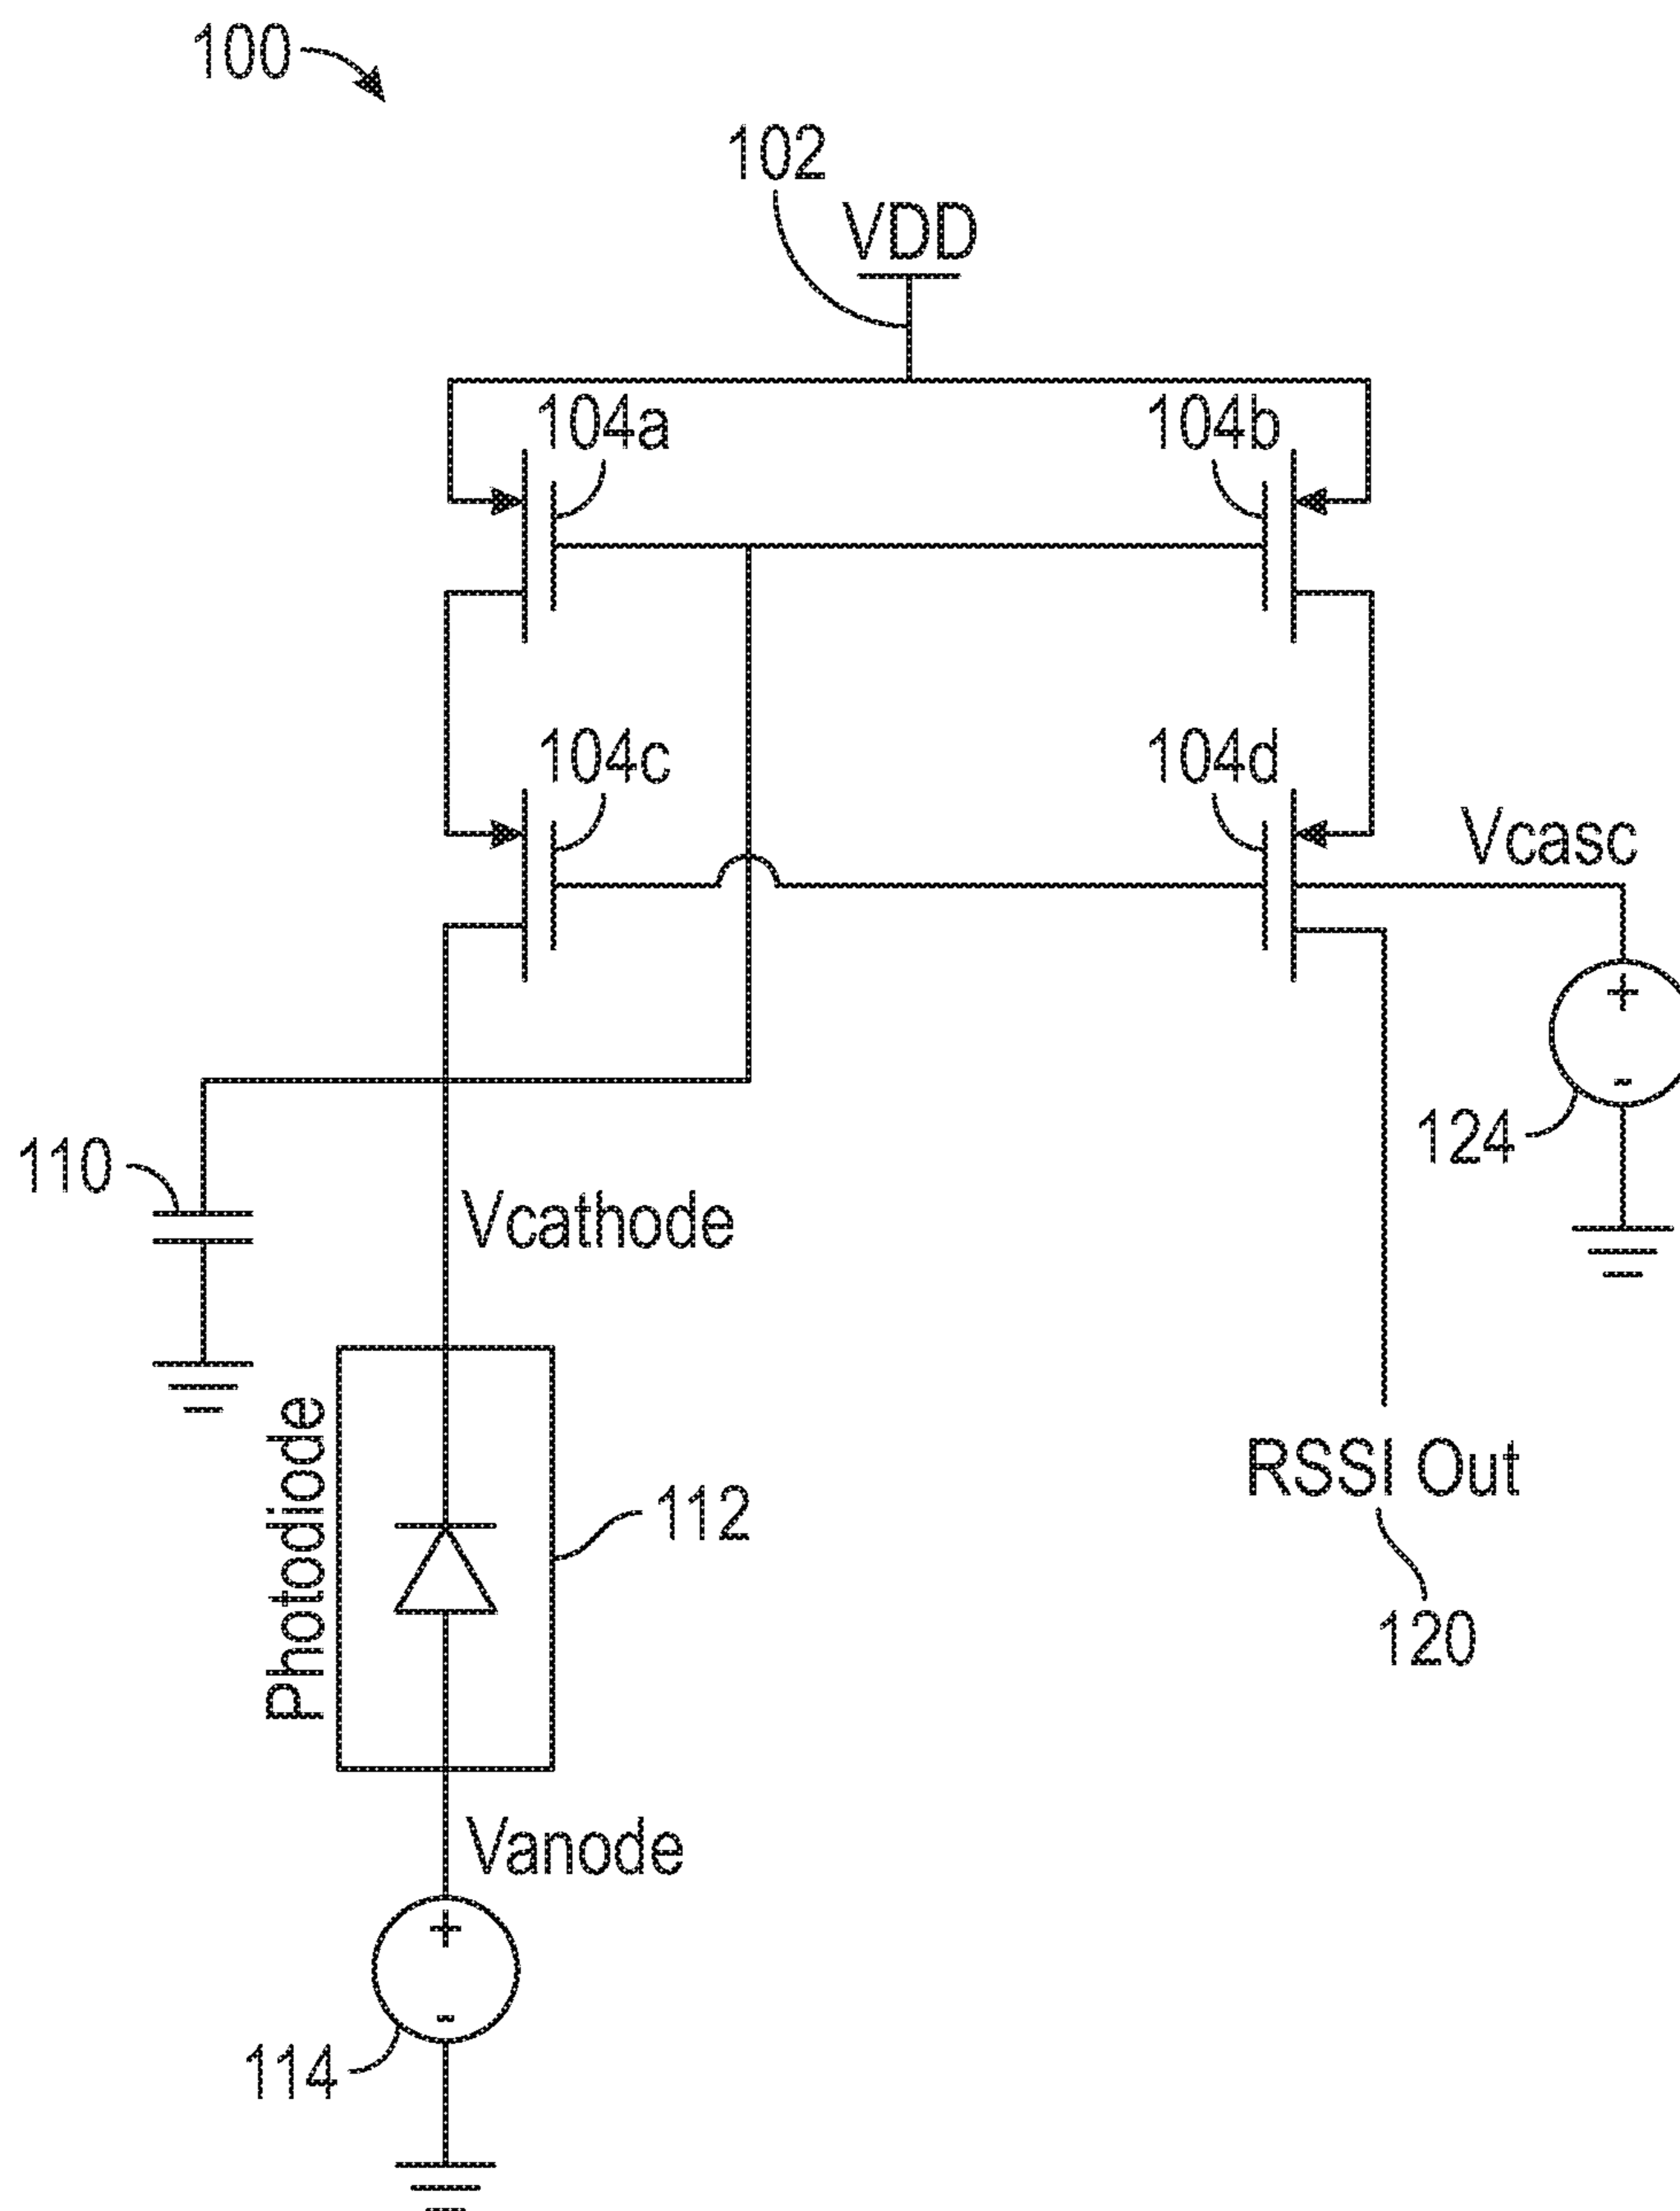 100
102
VDD
104a
104b
104c
104d
Vcasc
+
-
124
110
Vcathode
Photodiode
112
RSSI Out
120
Vanode
+
-
114